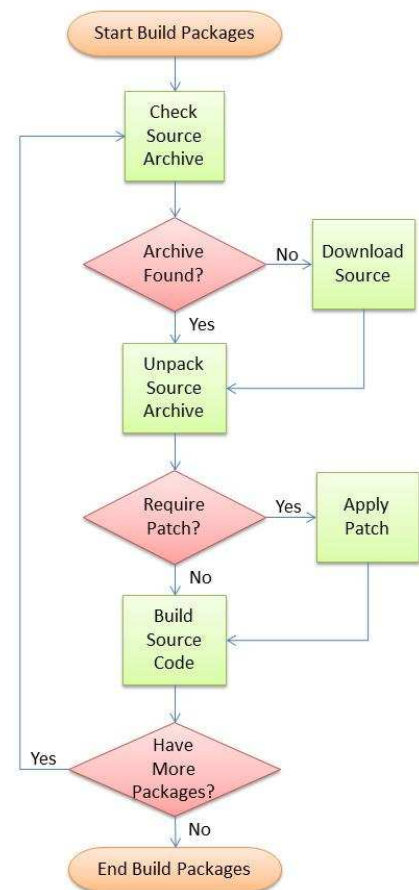 Start Build Packages
Check
Source
Archive
Archive
Found?
No
Download
Source
Yes
Unpack
Source
Archive
Require
Patch?
Yes
Apply
Patch
No
Build
Source
Code
Have
More
Packages?
Yes
No
End Build Packages